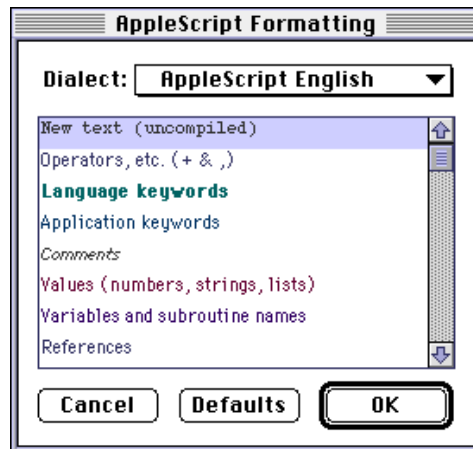 AppleScript Formatting
Dialect: AppleScript English
New text (uncompiled)
Operators, etc. (+ & ,)
Language keywords
Application keywords
Comments
Values (numbers, strings, lists)
Variables and subroutine names
References
Cancel Defaults OK